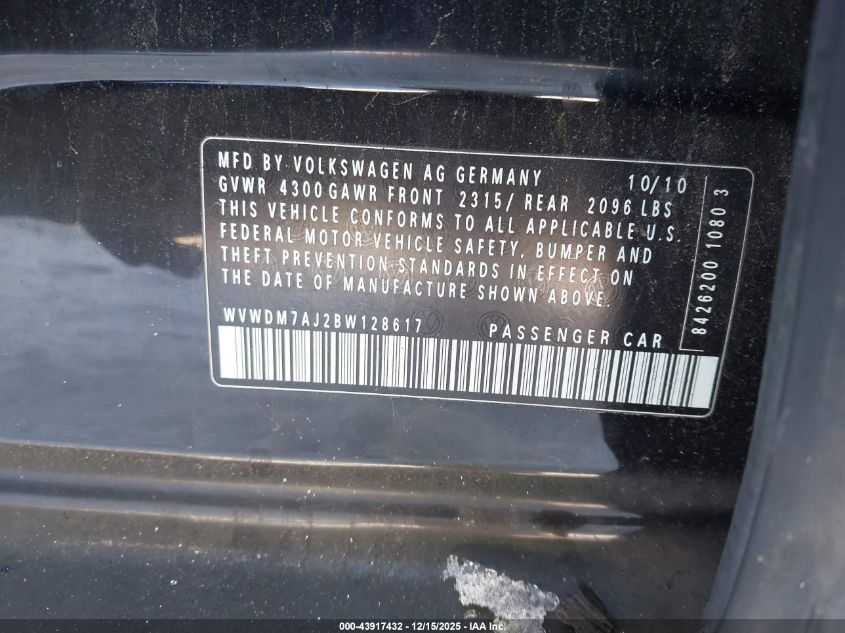 MFD BY VOLKSWAGEN AG GERMANY 10/10
GVWR 4300 GAWR FRONT 2315/ REAR 2096 LBS
THIS VEHICLE CONFORMS TO ALL APPLICABLE U.S.
FEDERAL MOTOR VEHICLE SAFETY, BUMPER AND
THEFT PREVENTION STANDARDS IN EFFECT ON
THE DATE OF MANUFACTURE SHOWN ABOVE.
WVWDM7AJ2BW128617 PASSENGER CAR
8426200 1080 3
000-43917432 - 12/15/2025 - IAA Inc.